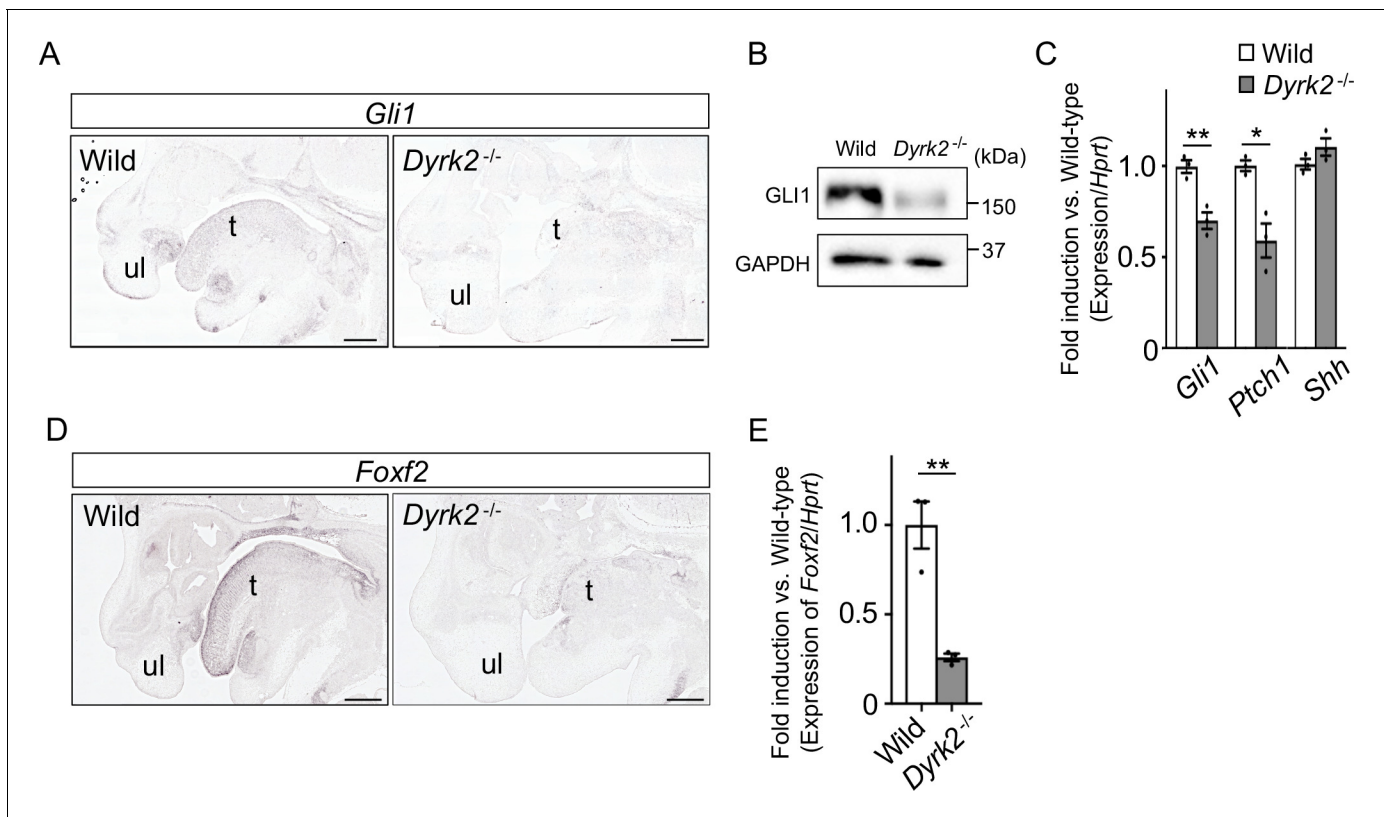 A
Gli1
Wild
Dyrk2-/-
t
t
ul
ul
B
Wild Dyrk2-/- (kDa)
GLI1
150
GAPDH
37
C
Wild
Dyrk2-/-
Fold induction vs. Wild-type
(Expression/Hprt)
** *
1.0
0.5
0
Gli1 Ptch1 Shh
D
Foxf2
Wild
Dyrk2-/-
t
t
ul
ul
E
Fold induction vs. Wild-type
(Expression of Foxf2/Hprt)
**
1.0
0.5
0
Wild Dyrk2-/-